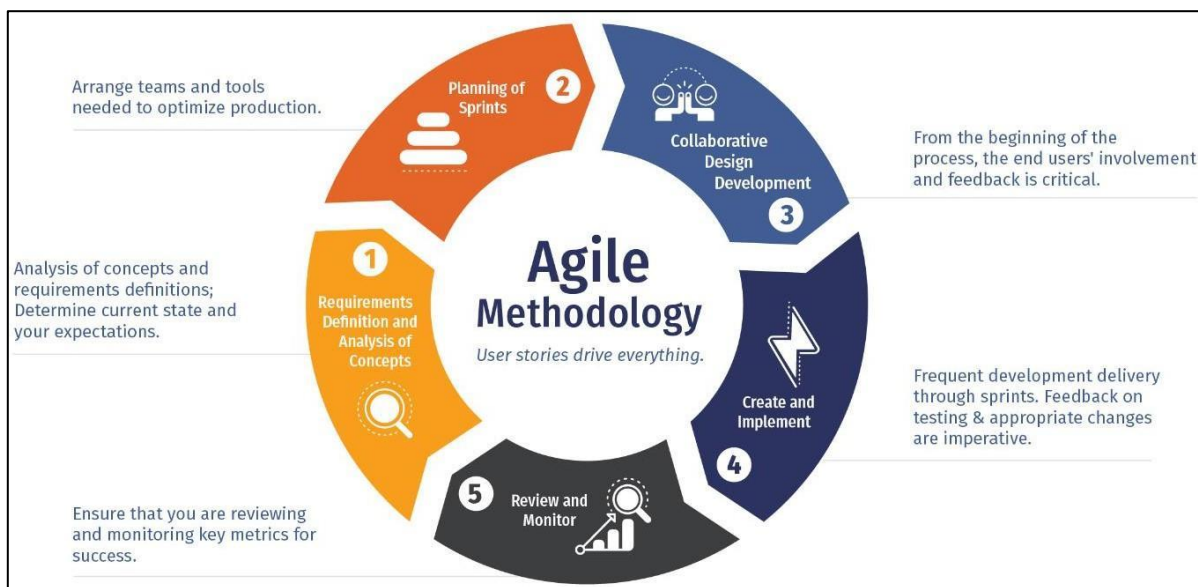 Agile
Methodology
User stories drive everything.
1
Requirements
Definition and
Analysis of
Concepts
Analysis of concepts and
requirements definitions;
Determine current state and
your expectations.
2
Planning of
Sprints
Arrange teams and tools
needed to optimize production.
Collaborative
Design
Development
3
From the beginning of the
process, the end users' involvement
and feedback is critical.
Create and
Implement
4
Frequent development delivery
through sprints. Feedback on
testing & appropriate changes
are imperative.
5
Review and
Monitor
Ensure that you are reviewing
and monitoring key metrics for
success.